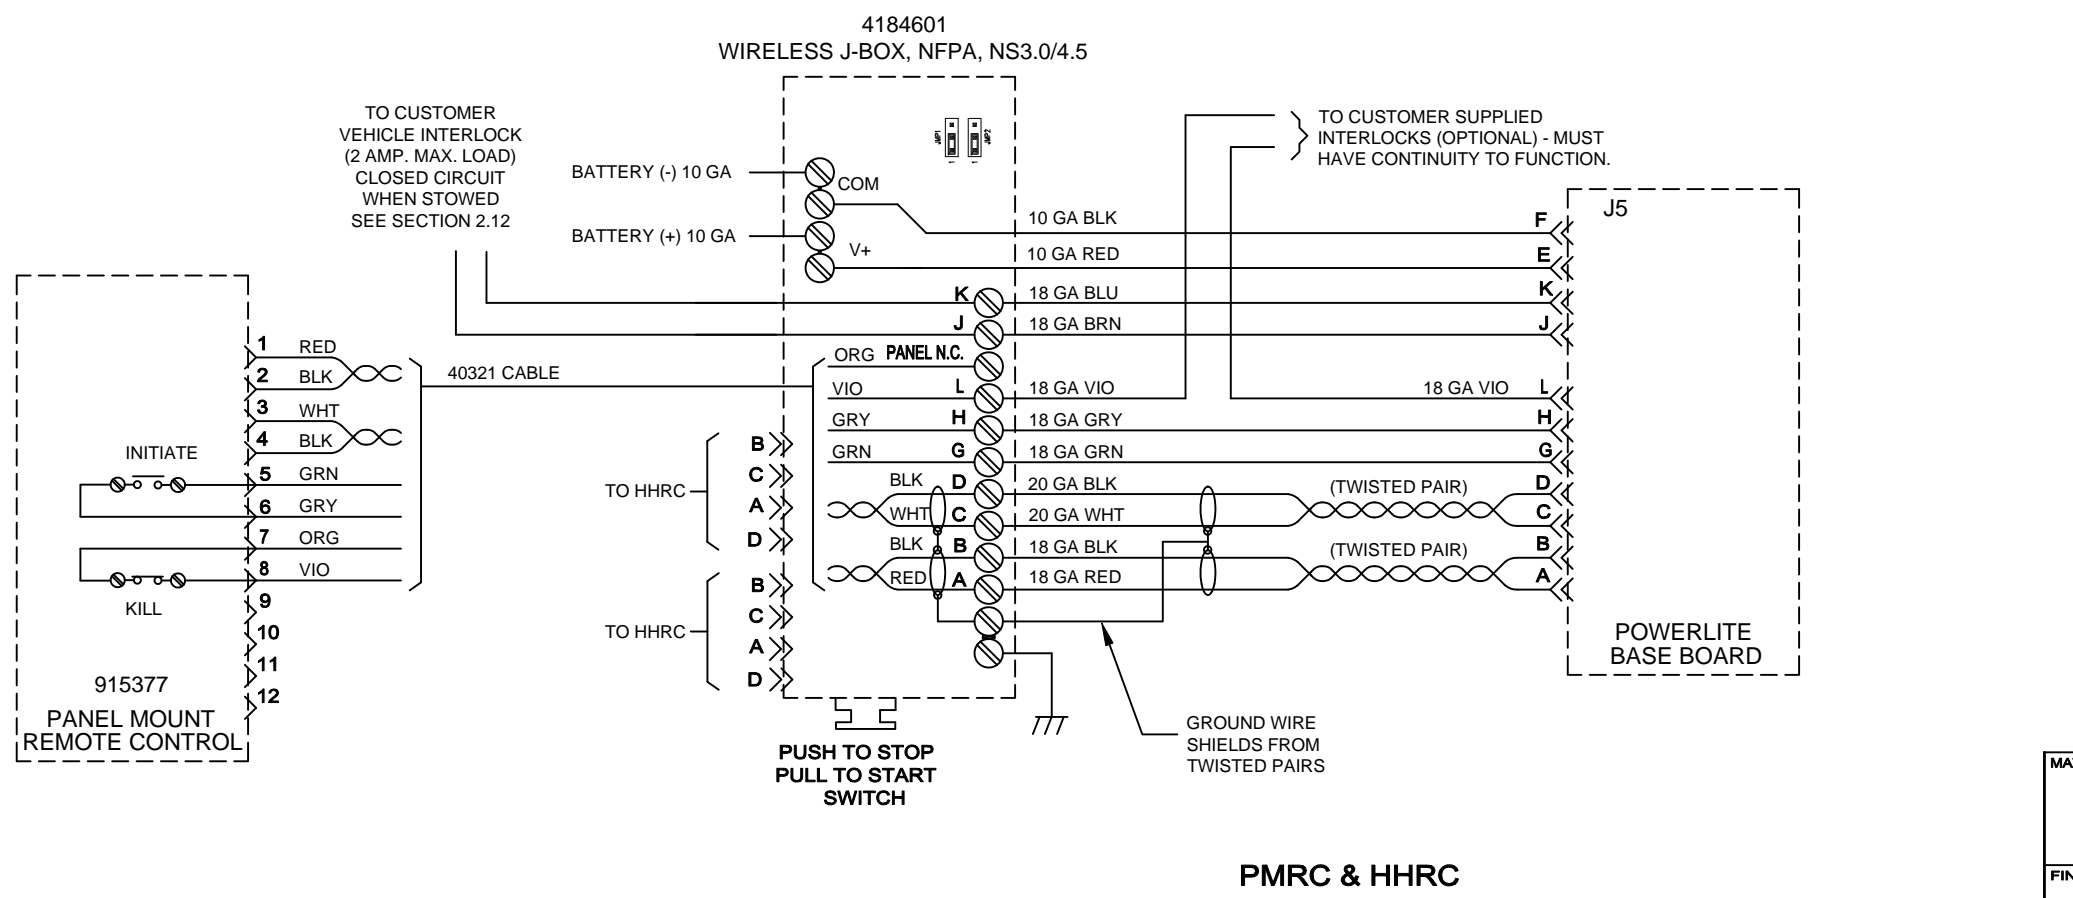 4184601
WIRELESS J-BOX, NFPA, NS3.0/4.5
TO CUSTOMER
VEHICLE INTERLOCK
(2 AMP. MAX. LOAD)
CLOSED CIRCUIT
WHEN STOWED
SEE SECTION 2.12
JMP1
JMP2
1
1
TO CUSTOMER SUPPLIED
INTERLOCKS (OPTIONAL) - MUST
HAVE CONTINUITY TO FUNCTION.
BATTERY (-) 10 GA
COM
BATTERY (+) 10 GA
V+
10 GA BLK
F
J5
10 GA RED
E
K
18 GA BLU
K
J
18 GA BRN
J
1
RED
2
BLK
3
WHT
4
BLK
INITIATE
5
GRN
6
GRY
7
ORG
8
VIO
KILL
9
10
11
12
915377
PANEL MOUNT
REMOTE CONTROL
40321 CABLE
ORG
PANEL N.C.
VIO
L
18 GA VIO
18 GA VIO
L
GRY
H
18 GA GRY
H
GRN
G
18 GA GRN
G
BLK
D
20 GA BLK
(TWISTED PAIR)
D
WHT
C
20 GA WHT
C
BLK
B
18 GA BLK
(TWISTED PAIR)
B
RED
A
18 GA RED
A
TO HHRC
B
C
A
D
TO HHRC
B
C
A
D
POWERLITE
BASE BOARD
PUSH TO STOP
PULL TO START
SWITCH
GROUND WIRE
SHIELDS FROM
TWISTED PAIRS
PMRC & HHRC
MA
FIN